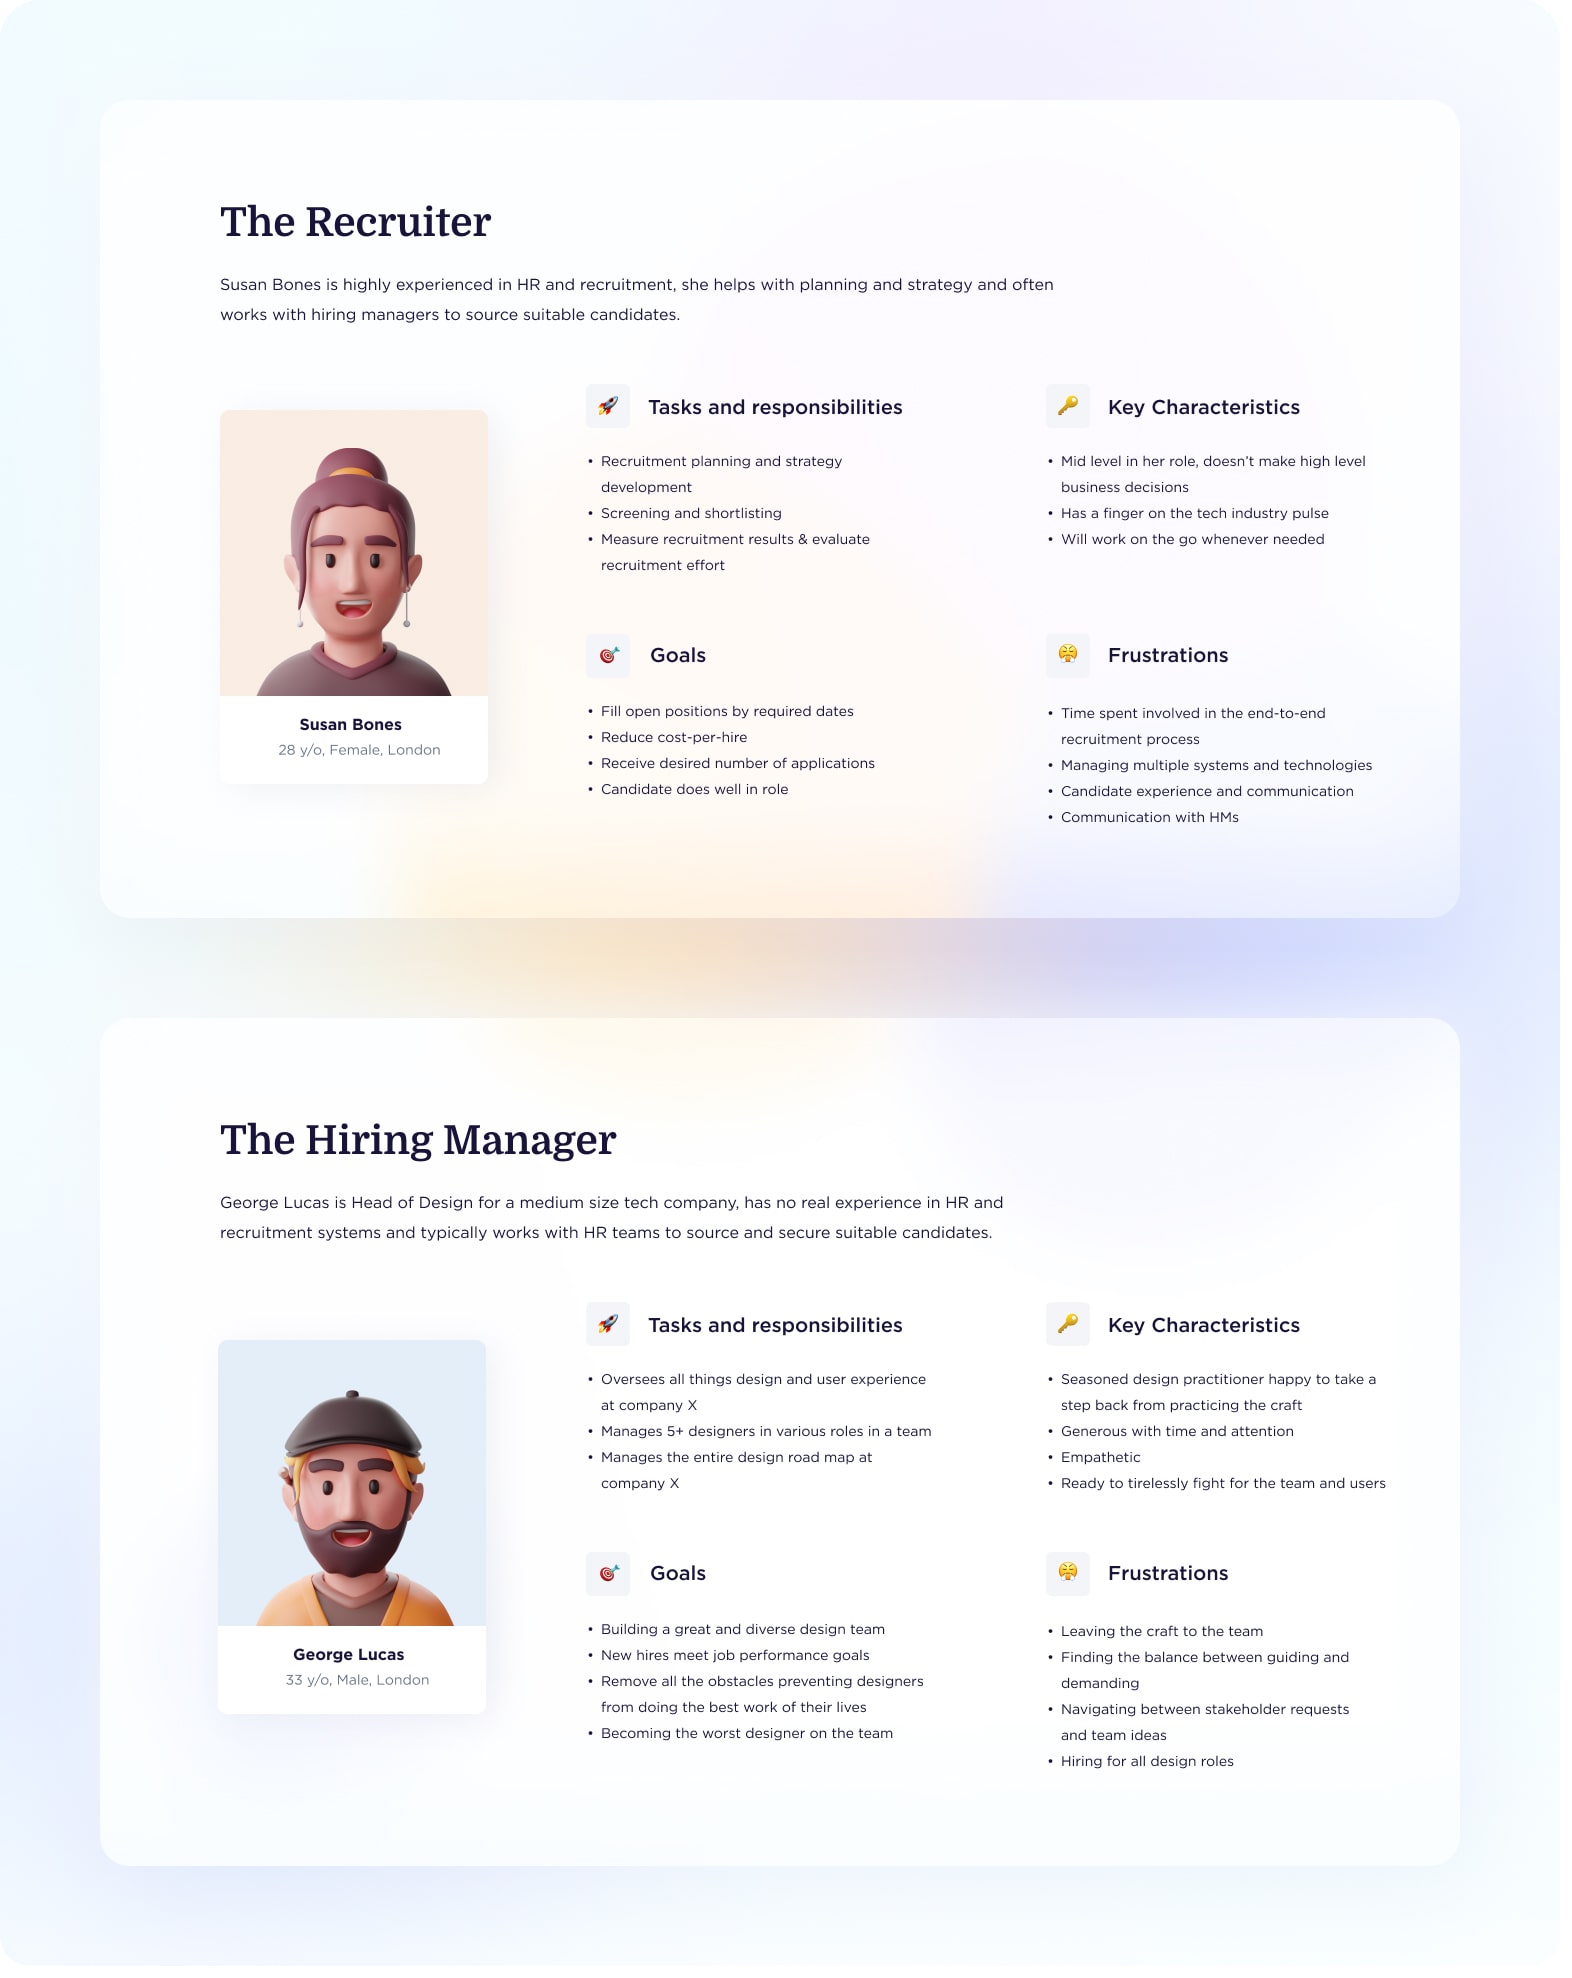 The Recruiter
Susan Bones is highly experienced in HR and recruitment, she helps with planning and strategy and often
works with hiring managers to source suitable candidates.
Susan Bones
28 y/o, Female, London
Tasks and responsibilities
• Recruitment planning and strategy
development
• Screening and shortlisting
• Measure recruitment results & evaluate
recruitment effort
Key Characteristics
• Mid level in her role, doesn’t make high level
business decisions
• Has a finger on the tech industry pulse
• Will work on the go whenever needed
Goals
• Fill open positions by required dates
• Reduce cost-per-hire
• Receive desired number of applications
• Candidate does well in role
Frustrations
• Time spent involved in the end-to-end
recruitment process
• Managing multiple systems and technologies
• Candidate experience and communication
• Communication with HMs
The Hiring Manager
George Lucas is Head of Design for a medium size tech company, has no real experience in HR and
recruitment systems and typically works with HR teams to source and secure suitable candidates.
George Lucas
33 y/o, Male, London
Tasks and responsibilities
• Oversees all things design and user experience
at company X
• Manages 5+ designers in various roles in a team
• Manages the entire design road map at
company X
Key Characteristics
• Seasoned design practitioner happy to take a
step back from practicing the craft
• Generous with time and attention
• Empathetic
• Ready to tirelessly fight for the team and users
Goals
• Building a great and diverse design team
• New hires meet job performance goals
• Remove all the obstacles preventing designers
from doing the best work of their lives
• Becoming the worst designer on the team
Frustrations
• Leaving the craft to the team
• Finding the balance between guiding and
demanding
• Navigating between stakeholder requests
and team ideas
• Hiring for all design roles